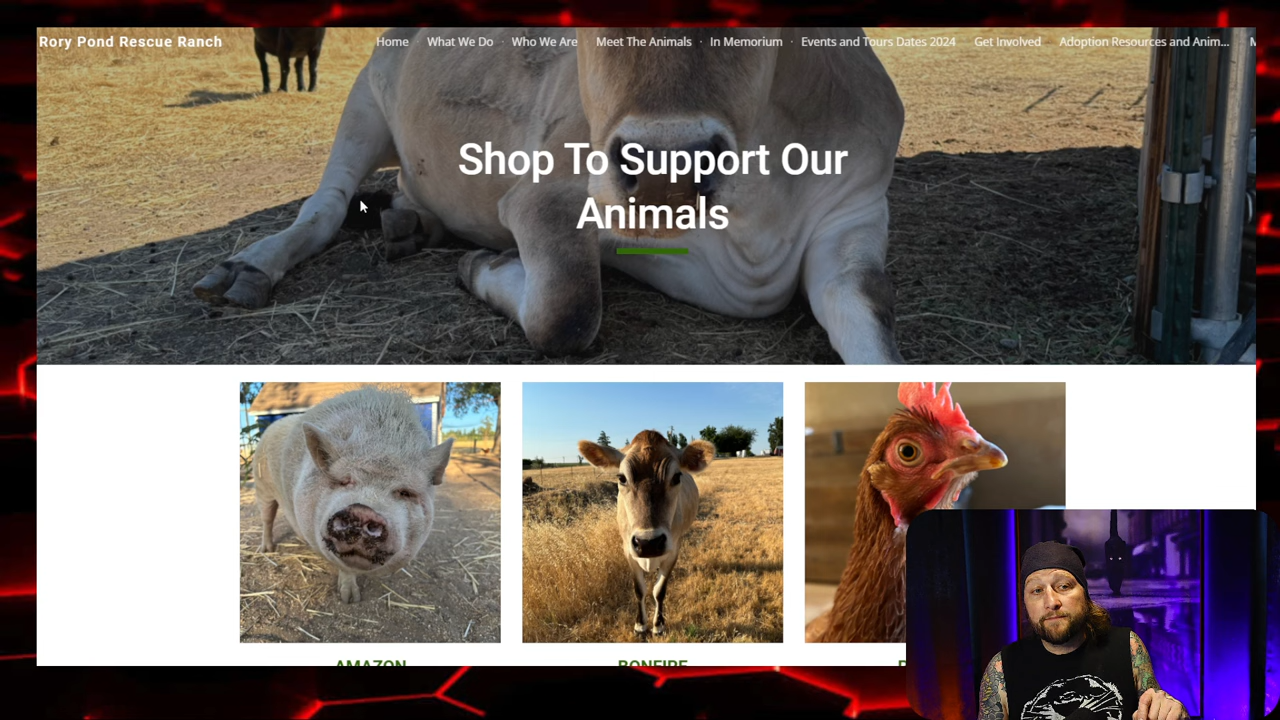 Rory Pond Rescue Ranch
Home · What We Do · Who We Are · Meet The Animals · In Memorium · Events and Tours Dates 2024 · Get Involved · Adoption Resources and Anim...
Shop To Support Our
Animals
AMAZON
BONFIRE